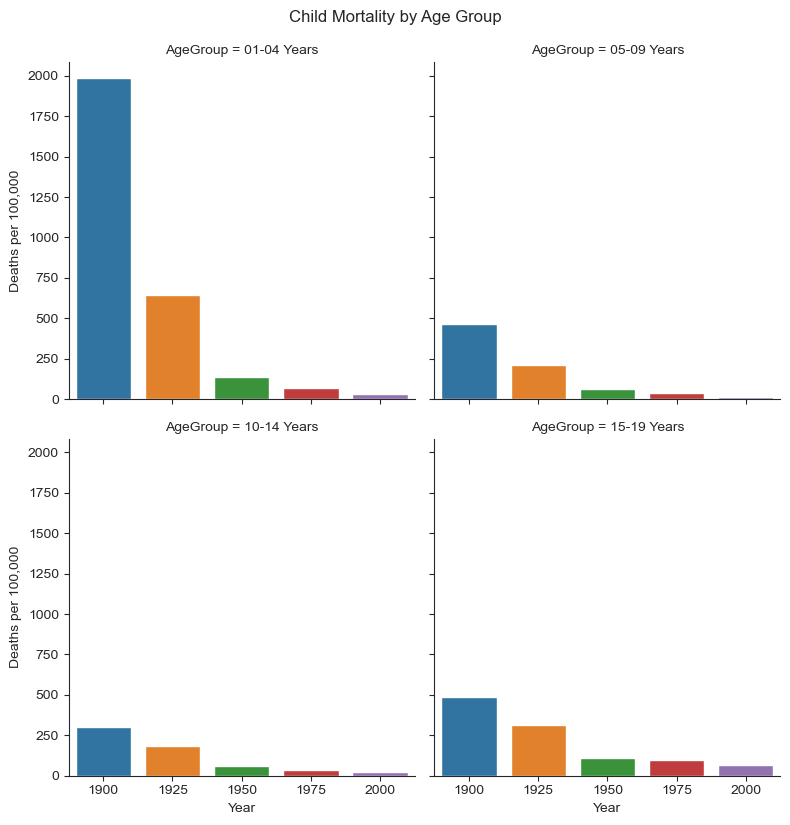 Child Mortality by Age Group
AgeGroup = 01-04 Years
AgeGroup = 05-09 Years
2000
1750
1500
1250
1000
750
500
250
0
Deaths per 100,000
AgeGroup = 10-14 Years
AgeGroup = 15-19 Years
2000
1750
1500
1250
1000
750
500
250
0
Deaths per 100,000
1900 1925 1950 1975 2000
Year
1900 1925 1950 1975 2000
Year